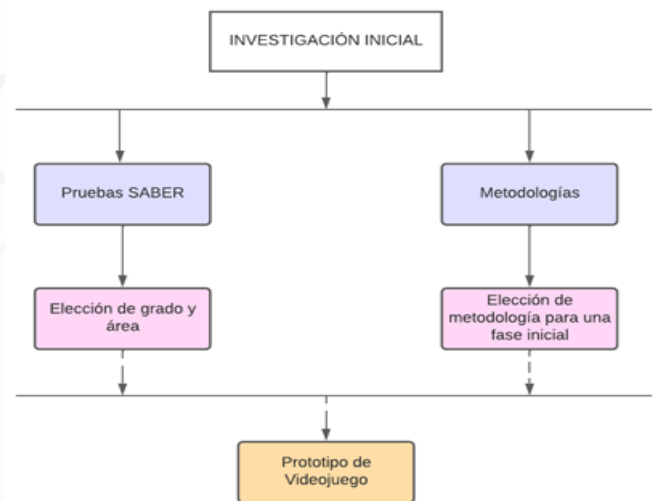 INVESTIGACIÓN INICIAL
Pruebas SABER
Metodologías
Elección de grado y
área
Elección de
metodología para una
fase inicial
Prototipo de
Videojuego